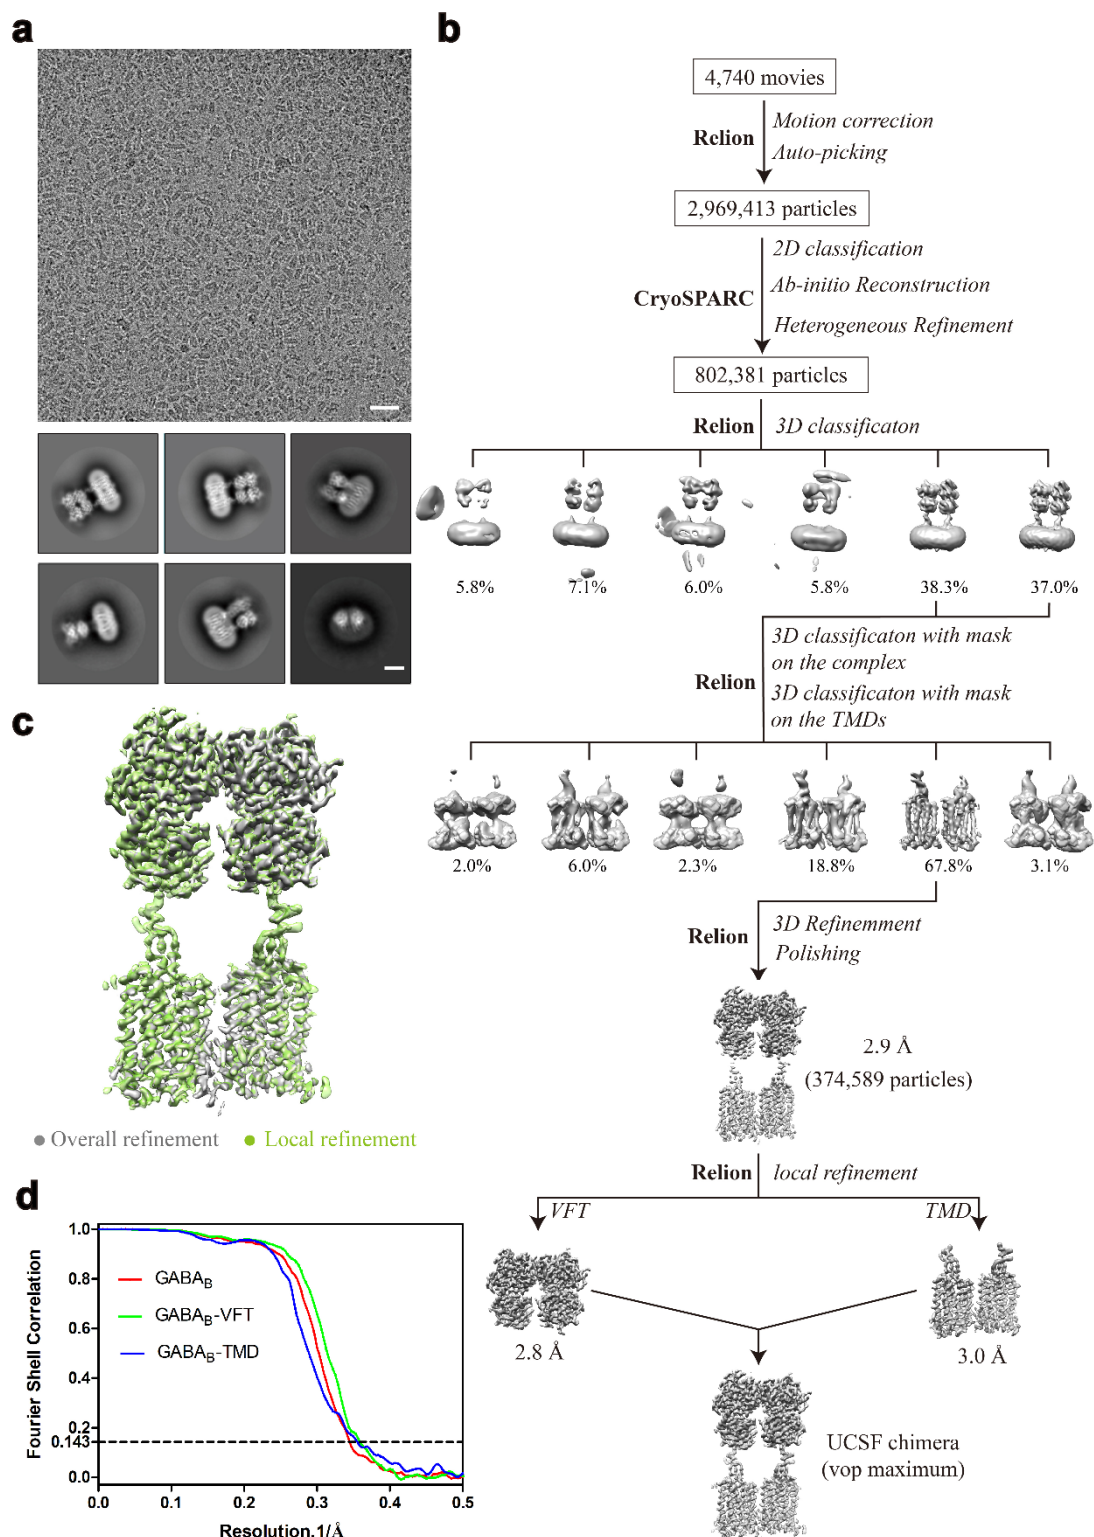 a
b
4,740 movies
Relion
Motion correction
Auto-picking
2,969,413 particles
CryoSPARC
2D classification
Ab-initio Reconstruction
Heterogeneous Refinement
802,381 particles
Relion
3D classificaton
5.8%
7.1%
6.0%
5.8%
38.3%
37.0%
Relion
3D classificaton with mask
on the complex
3D classificaton with mask
on the TMDs
2.0%
6.0%
2.3%
18.8%
67.8%
3.1%
Relion
3D Refinemment
Polishing
2.9 Å
(374,589 particles)
Relion
local refinement
VFT
TMD
2.8 Å
3.0 Å
UCSF chimera
(vop maximum)
c
Overall refinement
Local refinement
d
Fourier Shell Correlation
1.0
0.8
0.6
0.4
0.2
0.143
0.0
GABAB
GABAB-VFT
GABAB-TMD
0.0
0.1
0.2
0.3
0.4
0.5
Resolution,1/Å